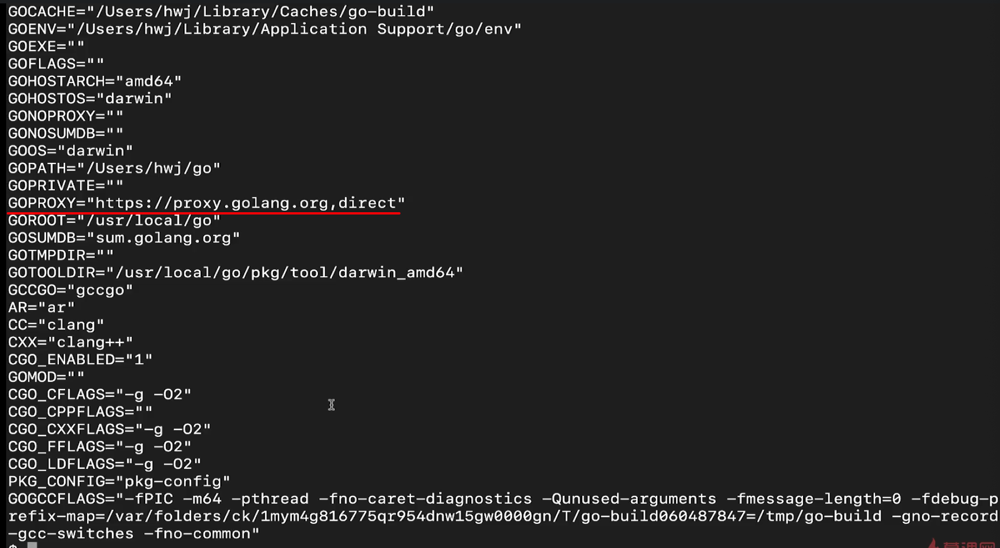 GOCACHE="/Users/hwj/Library/Caches/go-build"
GOENV="/Users/hwj/Library/Application Support/go/env"
GOEXE=""
GOFLAGS=""
GOHOSTARCH="amd64"
GOHOSTOS="darwin"
GONOPROXY=""
GONOSUMDB=""
GOOS="darwin"
GOPATH="/Users/hwj/go"
GOPRIVATE=""
GOPROXY="https://proxy.golang.org,direct"
GOROOT="/usr/local/go"
GOSUMDB="sum.golang.org"
GOTMPDIR=""
GOTOOLDIR="/usr/local/go/pkg/tool/darwin_amd64"
GCCGO="gccgo"
AR="ar"
CC="clang"
CXX="clang++"
CGO_ENABLED="1"
GOMOD=""
CGO_CFLAGS="-g -O2"
CGO_CPPFLAGS=""
CGO_CXXFLAGS="-g -O2"
CGO_FFLAGS="-g -O2"
CGO_LDFLAGS="-g -O2"
PKG_CONFIG="pkg-config"
GOGCCFLAGS="-fPIC -m64 -pthread -fno-caret-diagnostics -Qunused-arguments -fmessage-length=0 -fdebug-p
refix-map=/var/folders/ck/1mym4g816775qr954dnw15gw0000gn/T/go-build060487847=/tmp/go-build -gno-record
-gcc-switches -fno-common"